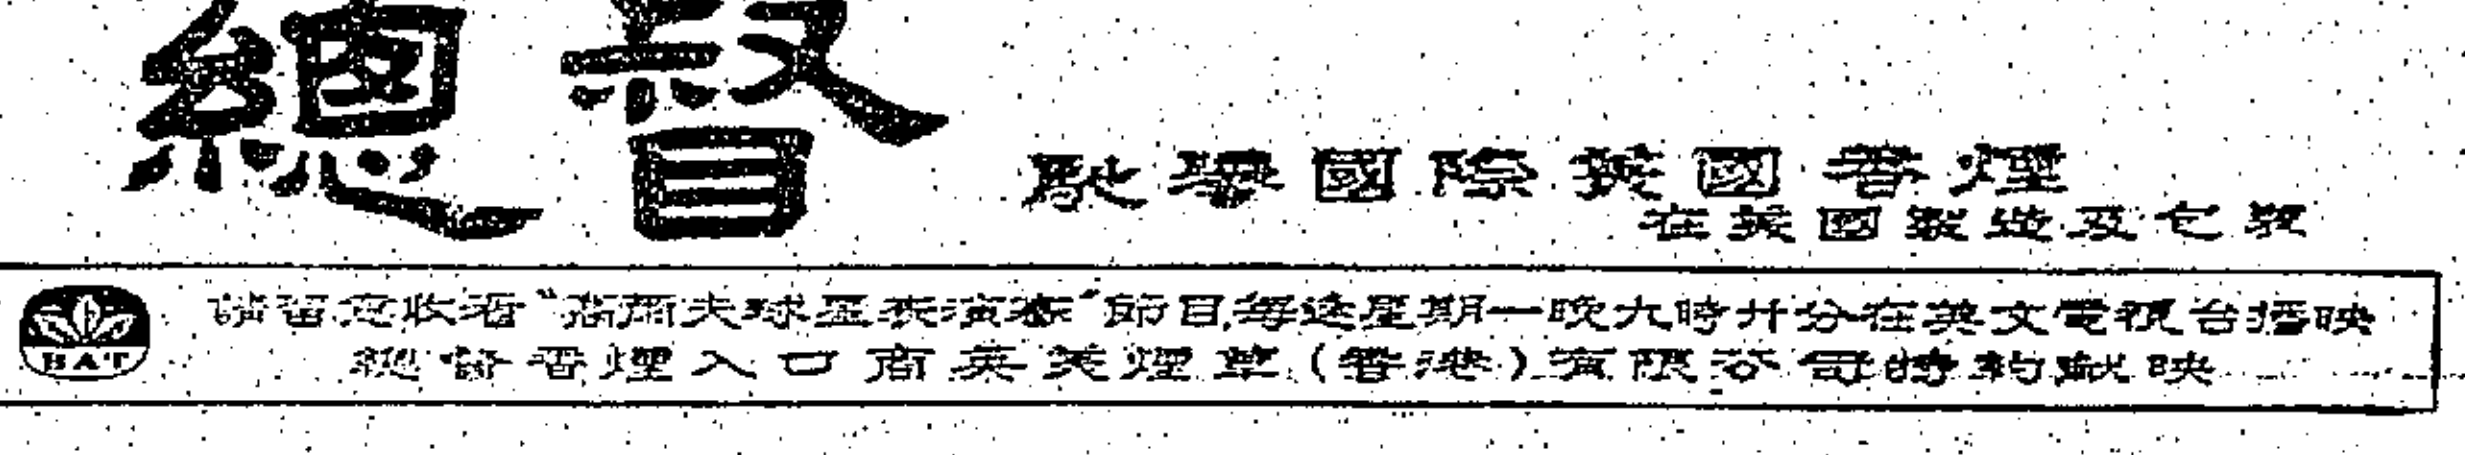 總督
馳譽國際英國香煙
在英國製造及包裝
BAT
請留意收看“高爾夫球星表演賽”節目每逢星期一晚九時廿分在英文電視台播映
總督香煙入口商英美煙草(香港)有限公司特約獻映